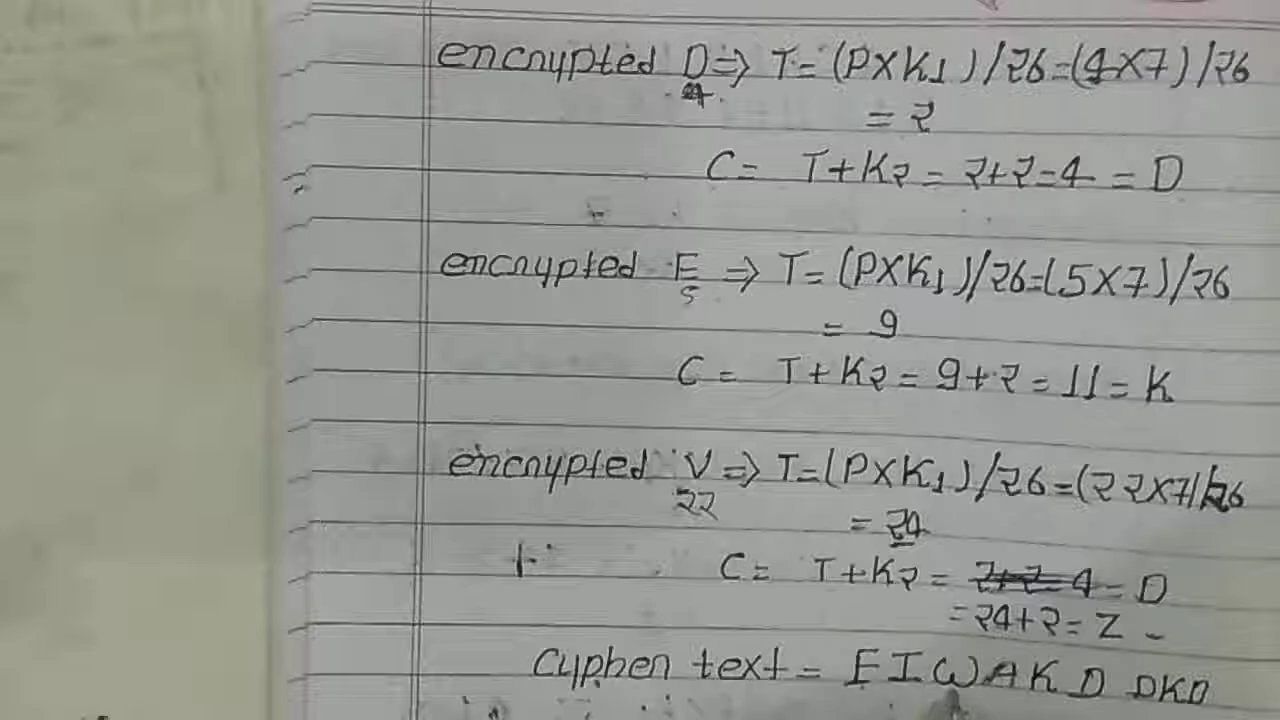 encrypted D => T = (P X K1) / 26 = (4 X 7) / 26
4
= 2
C = T + K2 = 2 + 2 = 4 = D
encrypted E => T = (P X K1) / 26 = (5 X 7) / 26
5
= 9
C = T + K2 = 9 + 2 = 11 = K
encrypted V => T = (P X K1) / 26 = (22 X 7) / 26
22
= 24
C = T + K2 = 2+2=4 = D
= 24 + 2 = Z
Cyphen text = E I W A K D DKD